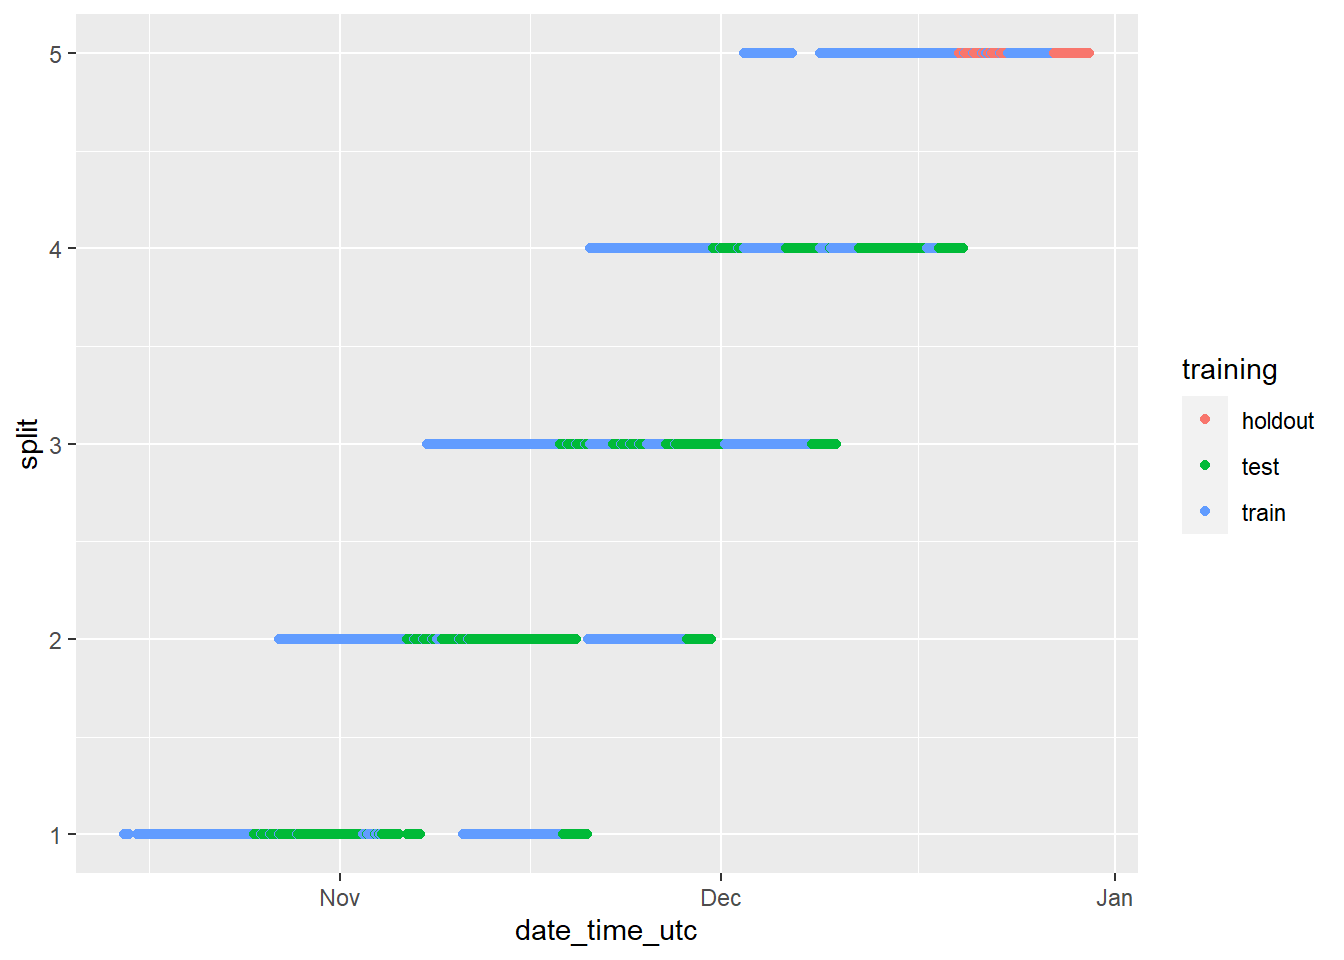 5
4
3
2
1
split
Nov
Dec
Jan
date_time_utc
training
holdout
test
train